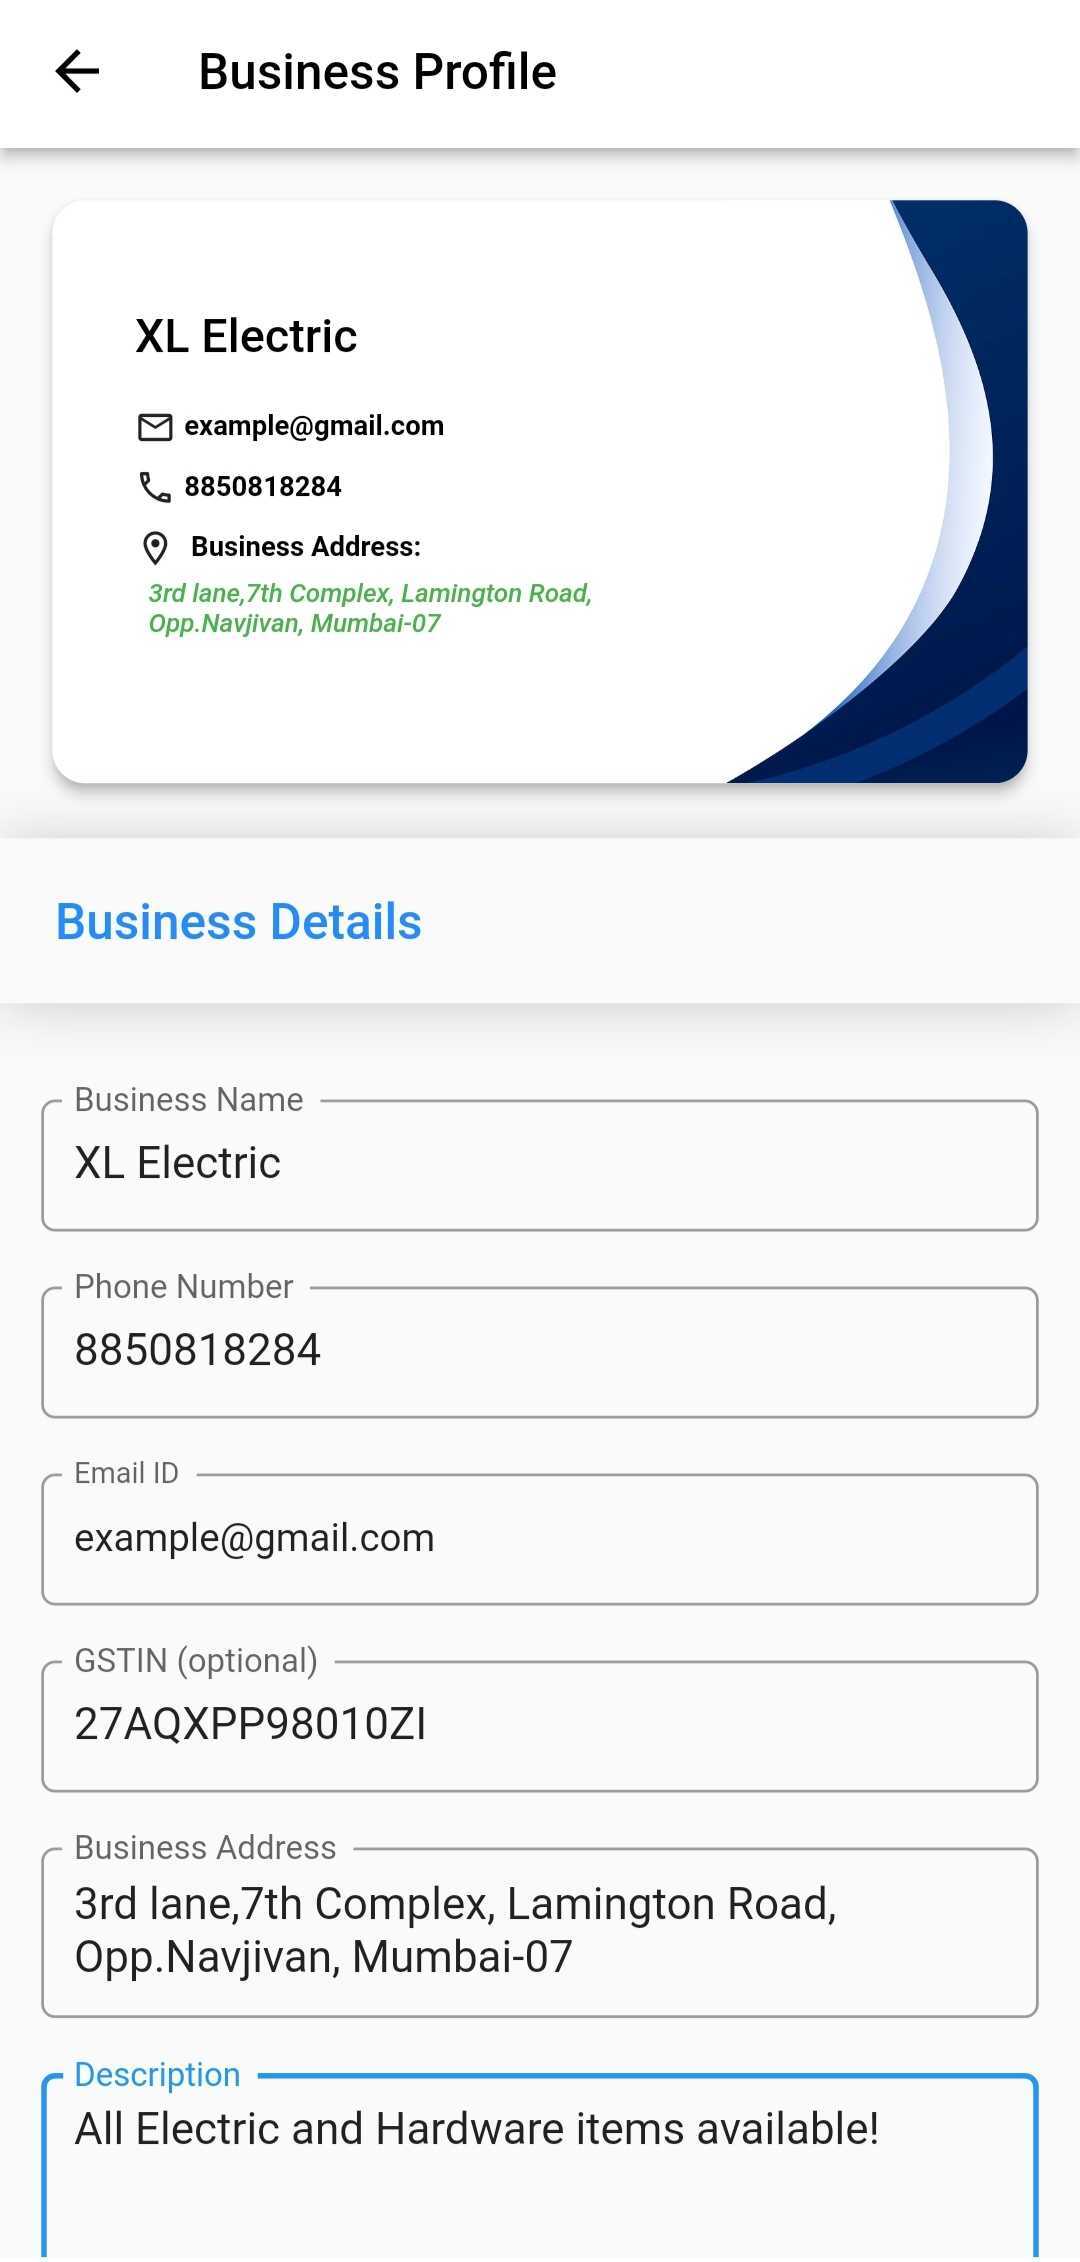 Business Profile
XL Electric
example@gmail.com
8850818284
Business Address:
3rd lane,7th Complex, Lamington Road,
Opp.Navjivan, Mumbai-07
Business Details
Business Name
XL Electric
Phone Number
8850818284
Email ID
example@gmail.com
GSTIN (optional)
27AQXPP98010ZI
Business Address
3rd lane,7th Complex, Lamington Road,
Opp.Navjivan, Mumbai-07
Description
All Electric and Hardware items available!